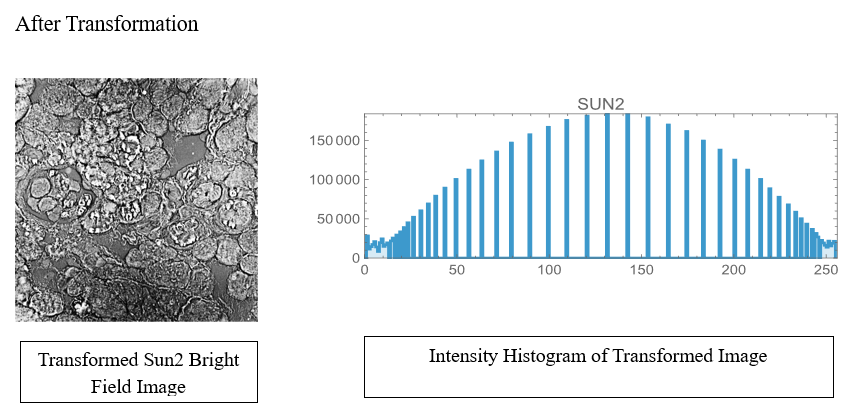 After Transformation
SUN2
150 000
100 000
50 000
0
0 50 100 150 200 250
Transformed Sun2 Bright
Field Image
Intensity Histogram of Transformed Image